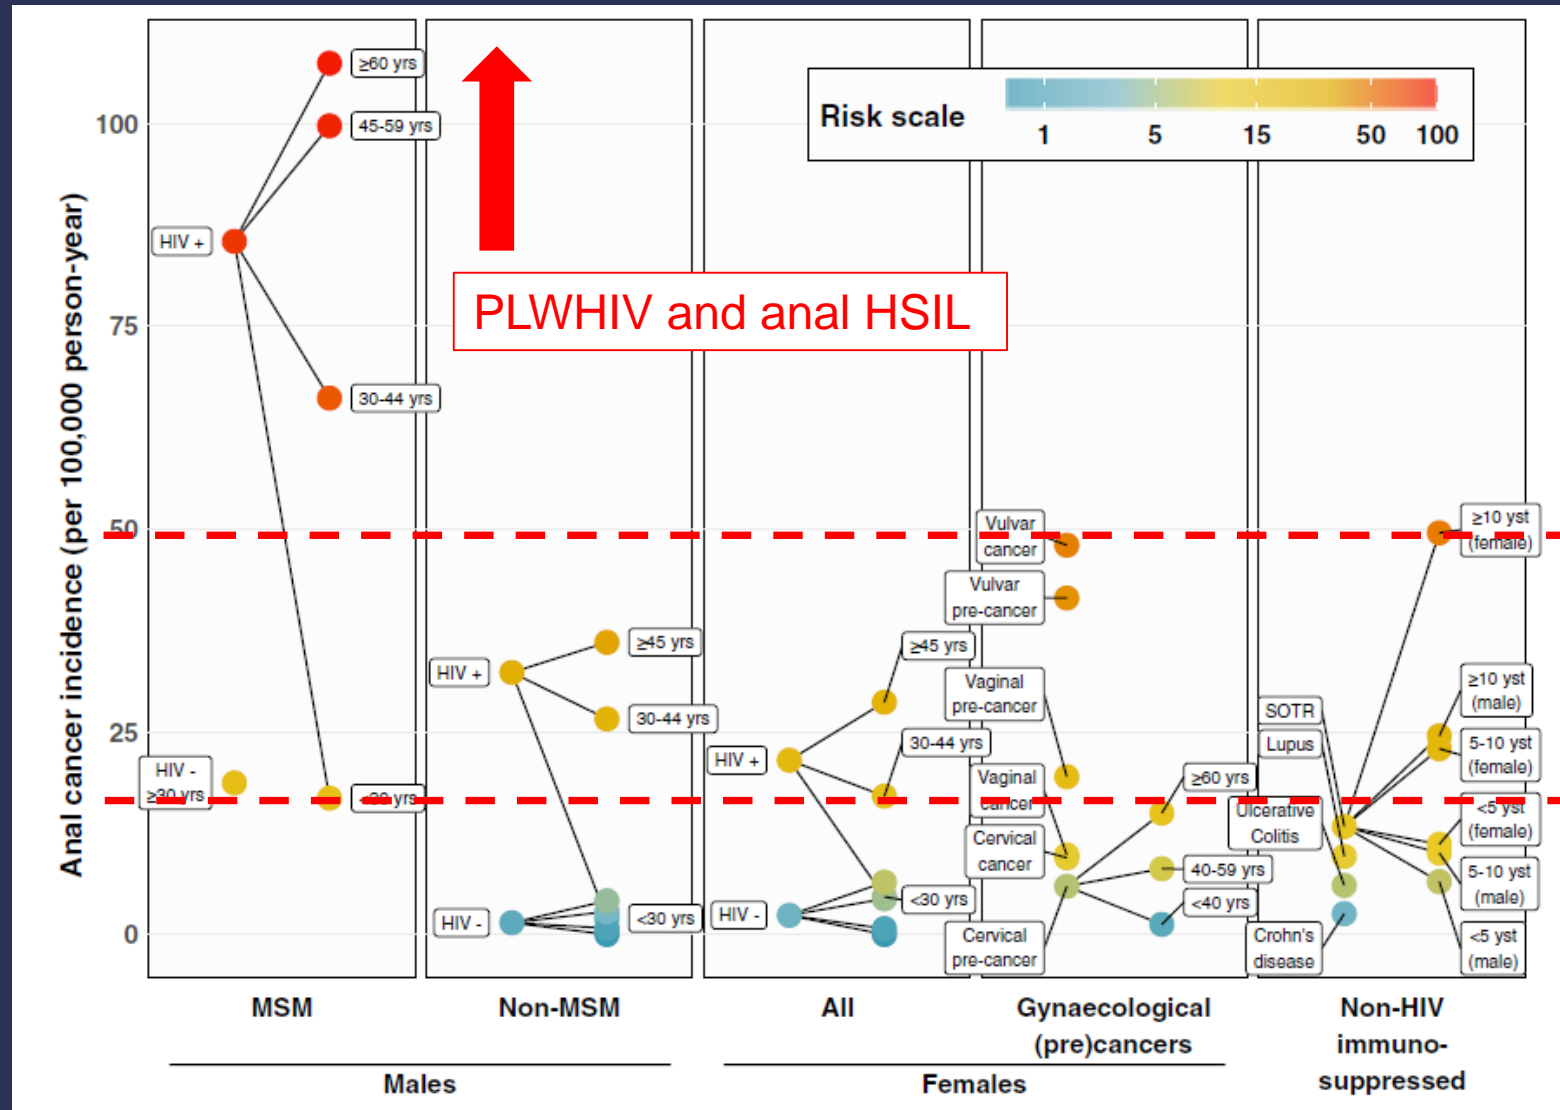 Anal cancer incidence (per 100,000 person-year)
100
75
50
25
0
Risk scale
1 5 15 50 100
PLWHIV and anal HSIL
≥60 yrs
45-59 yrs
HIV +
30-44 yrs
HIV -
≥30 yrs
<30 yrs
HIV +
≥45 yrs
30-44 yrs
HIV -
<30 yrs
HIV +
≥45 yrs
30-44 yrs
HIV -
<30 yrs
Vulvar
cancer
Vulvar
pre-cancer
Vaginal
pre-cancer
Vaginal
cancer
Cervical
cancer
Cervical
pre-cancer
≥60 yrs
40-59 yrs
<40 yrs
SOTR
Lupus
Ulcerative
Colitis
Crohn's
disease
≥10 yst
(female)
≥10 yst
(male)
5-10 yst
(female)
<5 yst
(female)
5-10 yst
(male)
<5 yst
(male)
MSM
Non-MSM
All
Gynaecological
(pre)cancers
Non-HIV
immuno-
suppressed
Males
Females